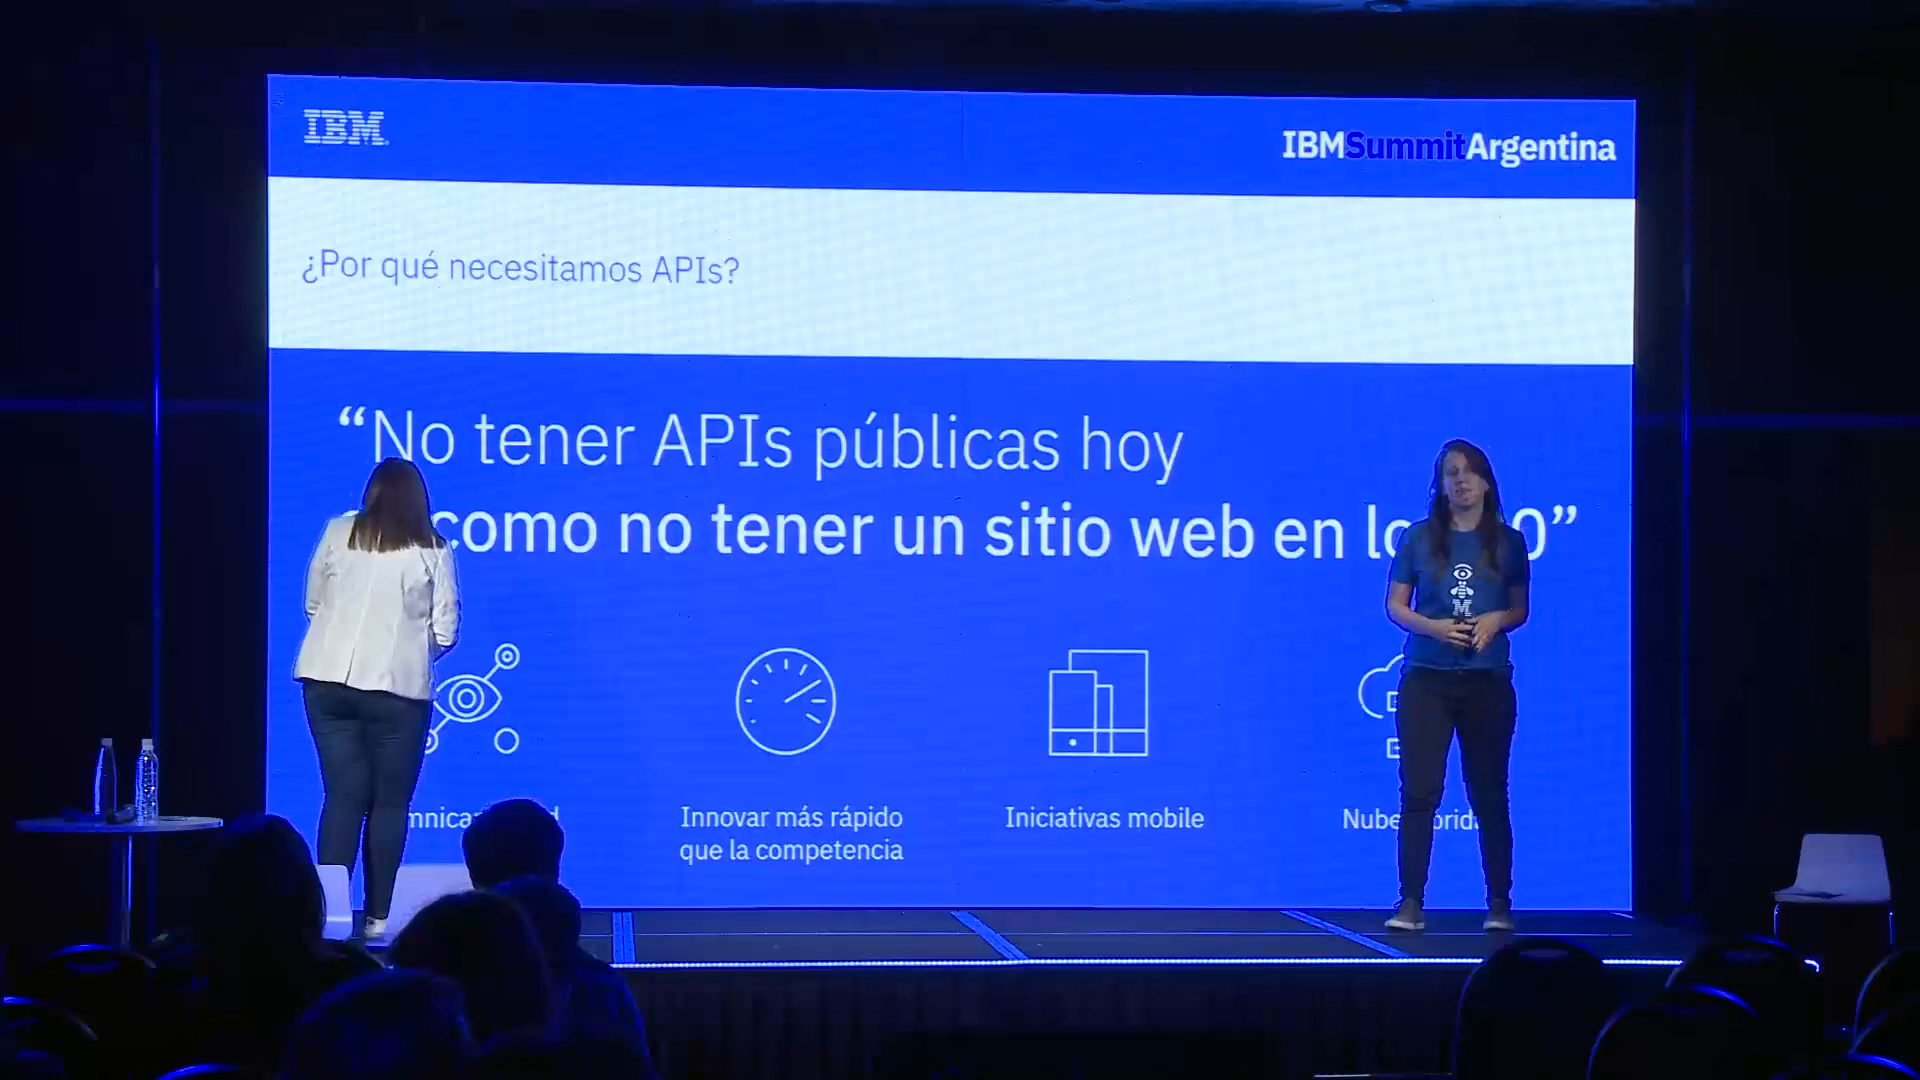 IBM
IBMSummitArgentina
¿Por qué necesitamos APIs?
“No tener APIs públicas hoy
como no tener un sitio web en
Innovar más rápido
que la competencia
Iniciativas mobile
Nube
M